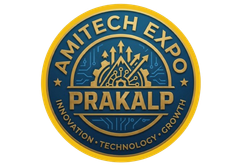 AMITECH EXPO
PRAKALP
INNOVATION • TECHNOLOGY • GROWTH